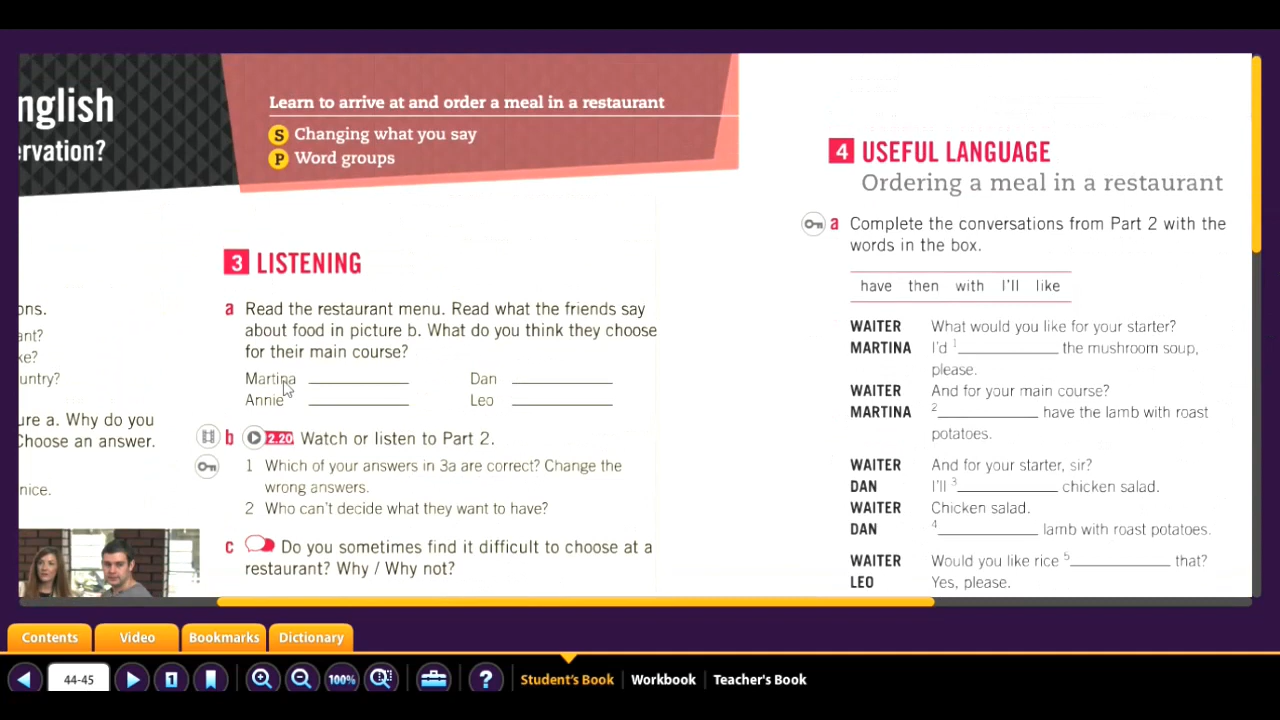 nglish
ervation?
Learn to arrive at and order a meal in a restaurant
S Changing what you say
P Word groups
ons.
ant?
ke?
untry?
ure a. Why do you
Choose an answer.
nice.
3 LISTENING
a Read the restaurant menu. Read what the friends say
about food in picture b. What do you think they choose
for their main course?
Martina __________ Dan __________
Annie __________ Leo __________
b 2.20 Watch or listen to Part 2.
1 Which of your answers in 3a are correct? Change the
wrong answers.
2 Who can't decide what they want to have?
c Do you sometimes find it difficult to choose at a
restaurant? Why / Why not?
4 USEFUL LANGUAGE
Ordering a meal in a restaurant
a Complete the conversations from Part 2 with the
words in the box.
have then with I'll like
WAITER What would you like for your starter?
MARTINA I'd 1__________ the mushroom soup,
please.
WAITER And for your main course?
MARTINA 2__________ have the lamb with roast
potatoes.
WAITER And for your starter, sir?
DAN I'll 3__________ chicken salad.
WAITER Chicken salad.
DAN 4__________ lamb with roast potatoes.
WAITER Would you like rice 5__________ that?
LEO Yes, please.
Contents Video Bookmarks Dictionary
44-45 1 100% ? Student's Book Workbook Teacher's Book